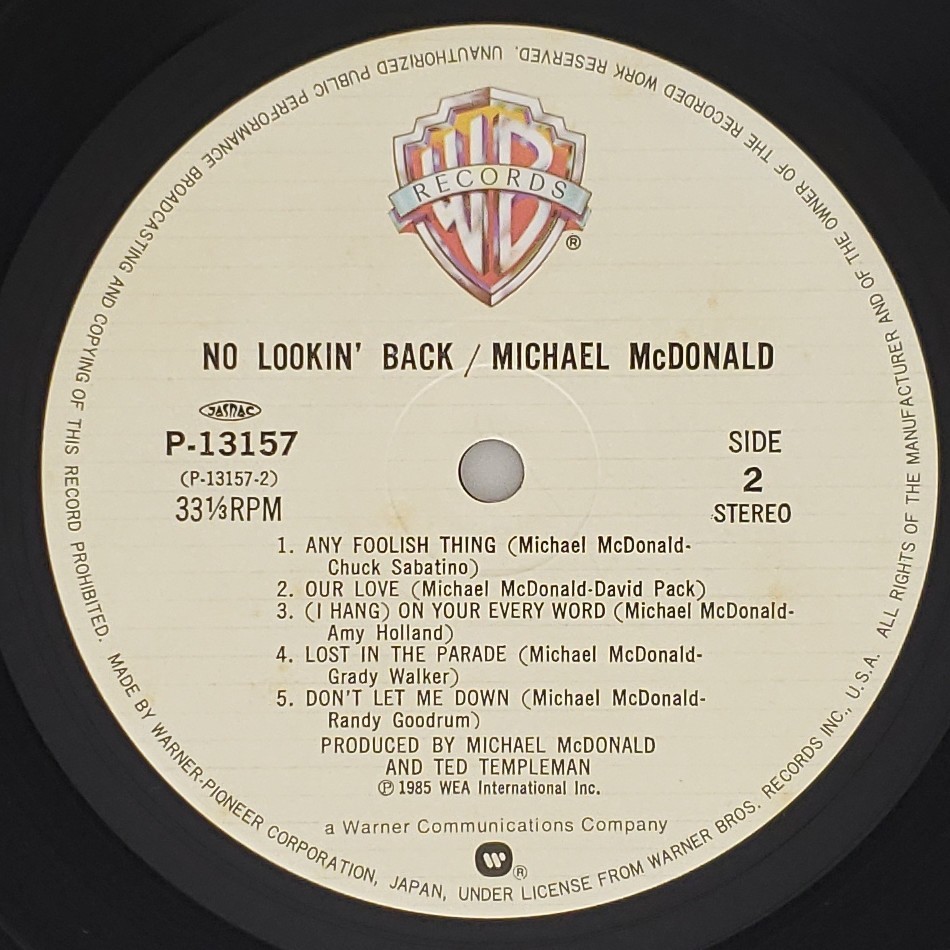 RECORDS
®
NO LOOKIN' BACK / MICHAEL McDONALD
JASRAC
P-13157
(P-13157-2)
33⅓RPM
SIDE
2
STEREO
1. ANY FOOLISH THING (Michael McDonald-
Chuck Sabatino)
2. OUR LOVE (Michael McDonald-David Pack)
3. (I HANG) ON YOUR EVERY WORD (Michael McDonald-
Amy Holland)
4. LOST IN THE PARADE (Michael McDonald-
Grady Walker)
5. DON'T LET ME DOWN (Michael McDonald-
Randy Goodrum)
PRODUCED BY MICHAEL McDONALD
AND TED TEMPLEMAN
℗ 1985 WEA International Inc.
a Warner Communications Company
®
MADE BY WARNER-PIONEER CORPORATION, JAPAN, UNDER LICENSE FROM WARNER BROS. RECORDS INC., U.S.A. ALL RIGHTS OF THE MANUFACTURER AND OF THE OWNER OF THE RECORDED WORK RESERVED. UNAUTHORIZED PUBLIC PERFORMANCE BROADCASTING AND COPYING OF THIS RECORD PROHIBITED.